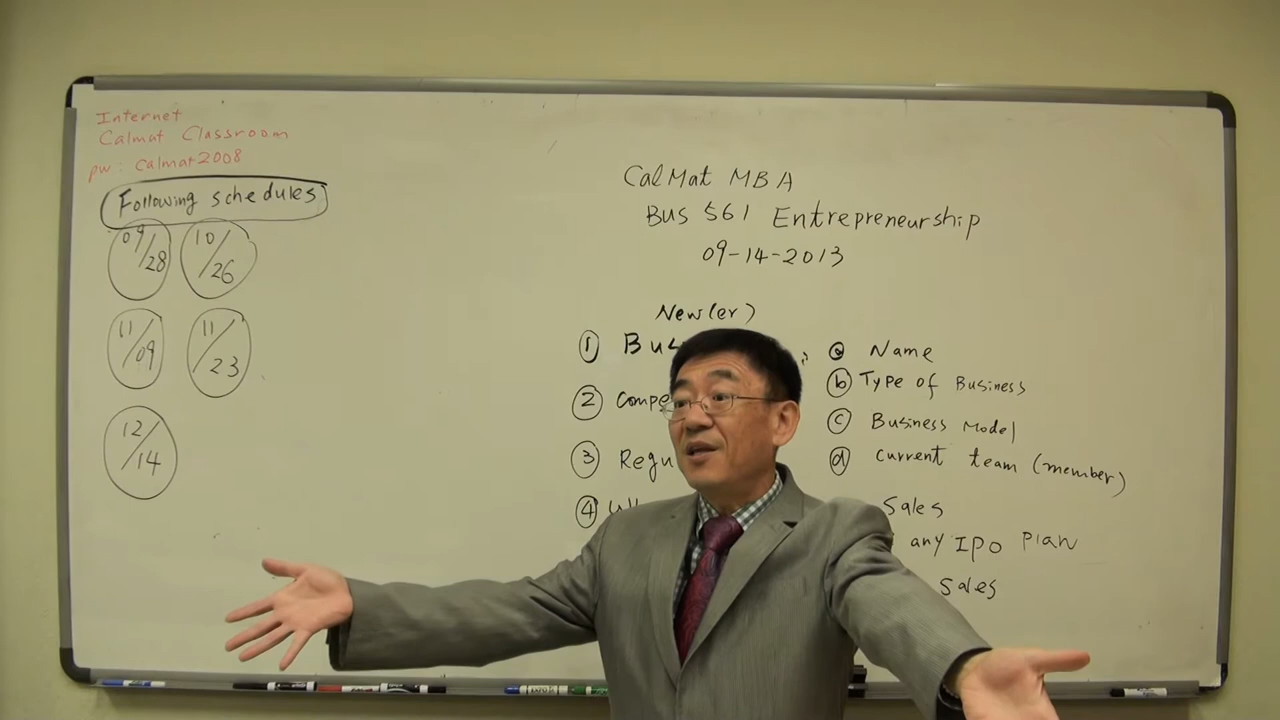 Internet
Calmat Classroom
pw: Calmat2008
Following schedules
09/28
10/26
11/09
11/23
12/14
CalMat MBA
Bus 561 Entrepreneurship
09-14-2013
New(er)
①
②
③ Regu
④
ⓐ Name
ⓑ Type of Business
ⓒ Business Model
ⓓ current team (member)
Sales
any IPO plan
Sales
EXPO